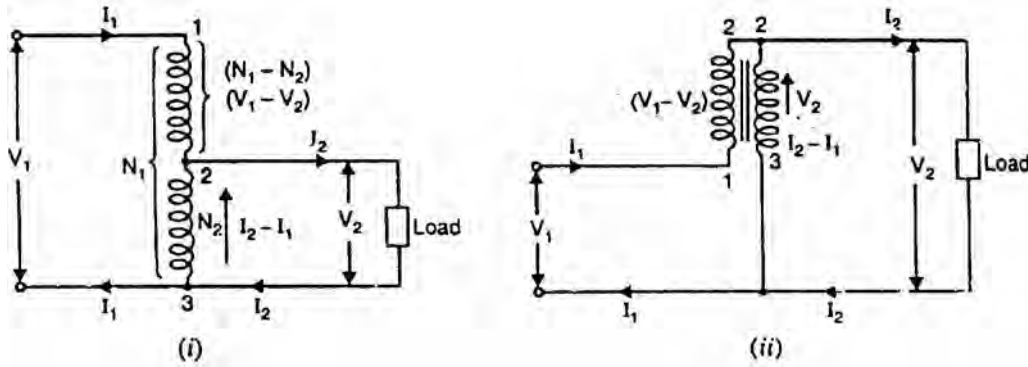 I₁
1
(N₁ – N₂)
(V₁ – V₂)
V₁
N₁
I₂
2
N₂
I₂ – I₁
V₂
Load
I₁
3
I₂
(i)
2 2
I₂
(V₁ – V₂)
V₂
I₂ – I₁
I₁
1
3
V₂
Load
V₁
I₁
I₂
(ii)